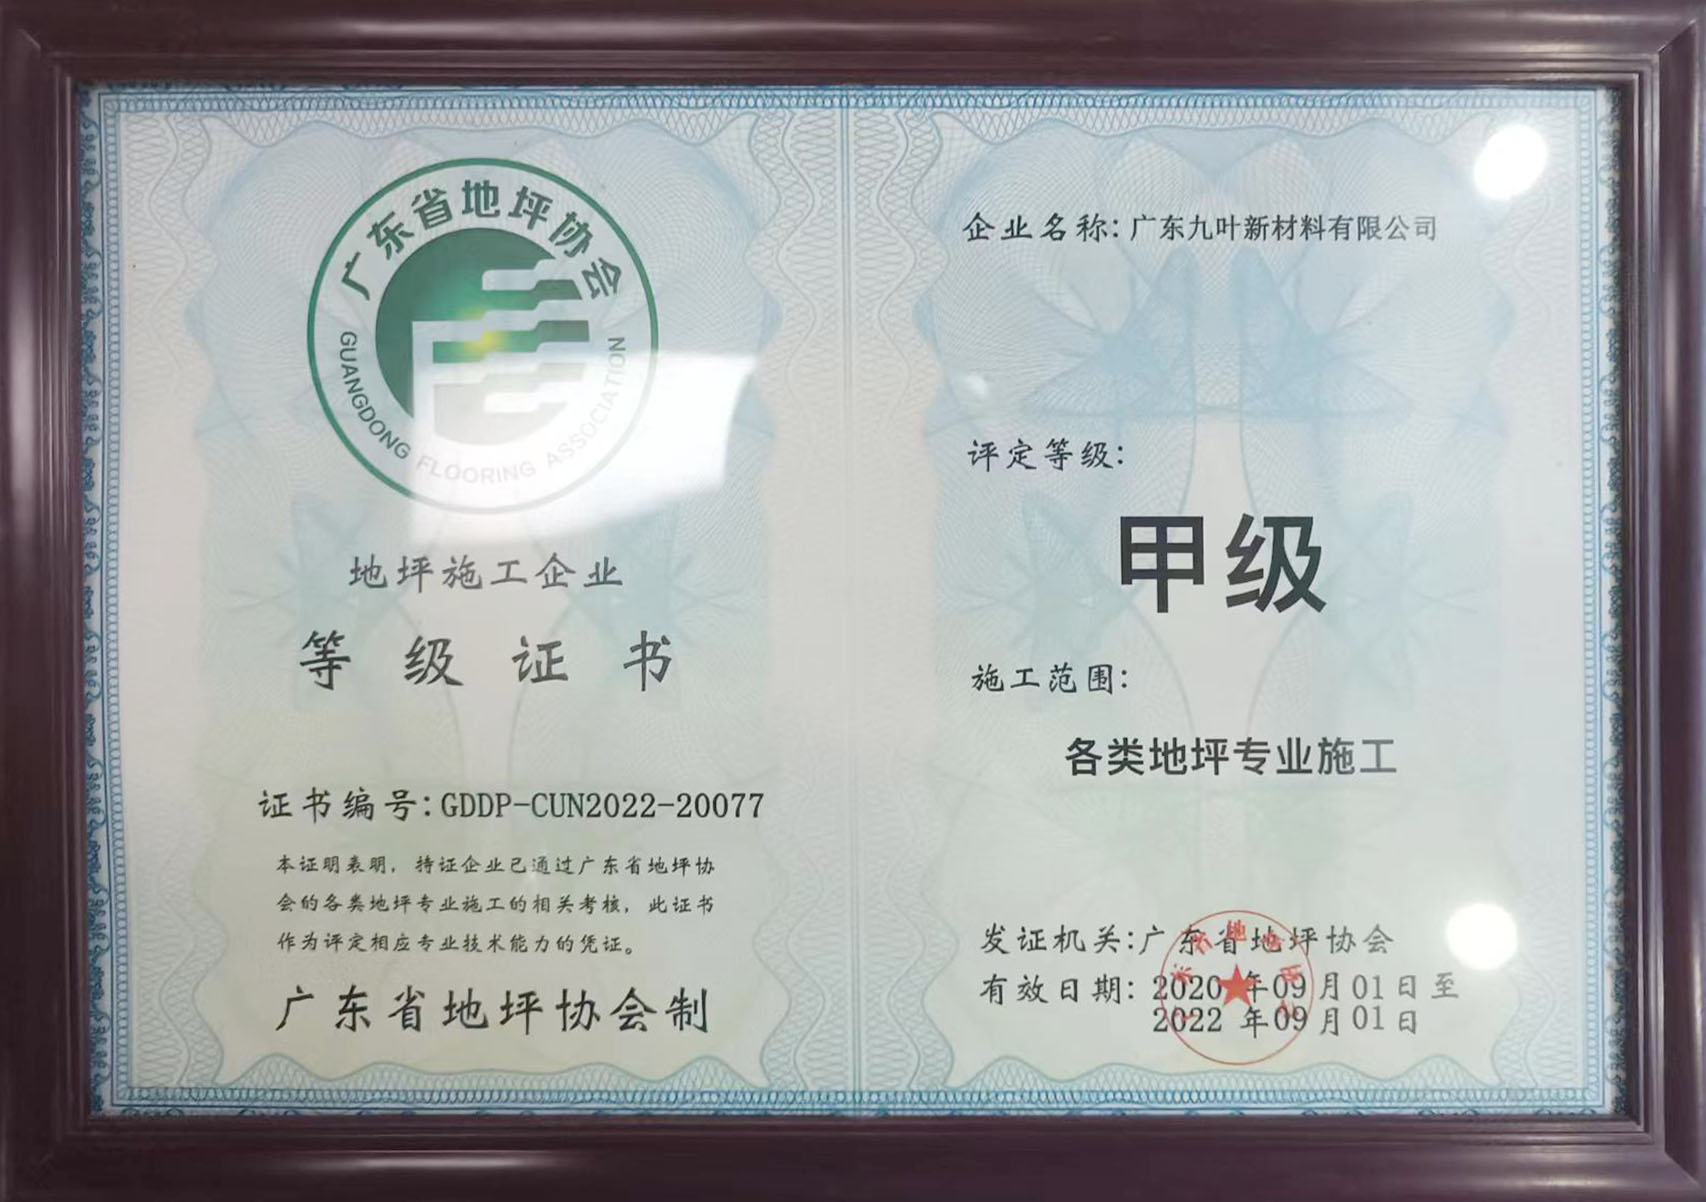 广东省地坪协会
GUANGDONG FLOORING ASSOCIATION
地坪施工企业
等级证书
证书编号:GDDP-CUN2022-20077
本证明表明，持证企业已通过广东省地坪协
会的各类地坪专业施工的相关考核，此证书
作为评定相应专业技术能力的凭证。
广东省地坪协会制
企业名称:广东九叶新材料有限公司
评定等级:
甲级
施工范围:
各类地坪专业施工
发证机关:广东省地坪协会
有效日期: 2020年09月01日至
2022年09月01日